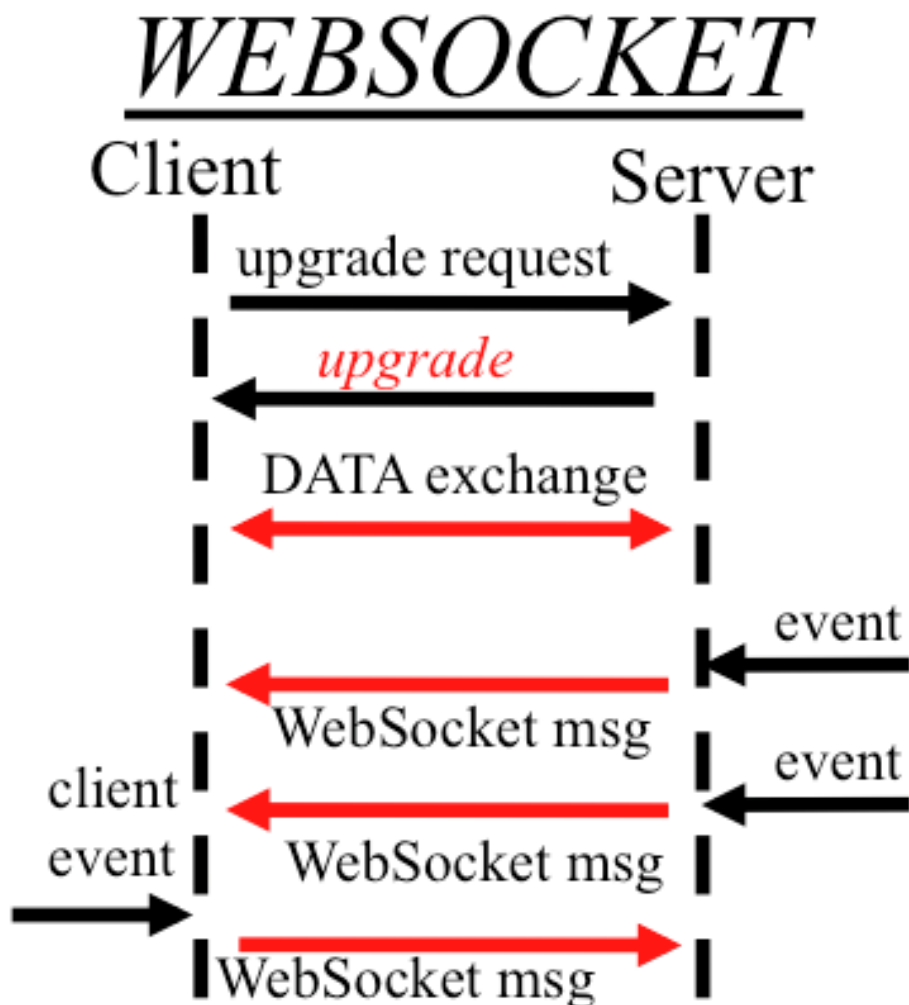 WEBSOCKET
Client
Server
upgrade request
upgrade
DATA exchange
event
WebSocket msg
event
client
event
WebSocket msg
WebSocket msg